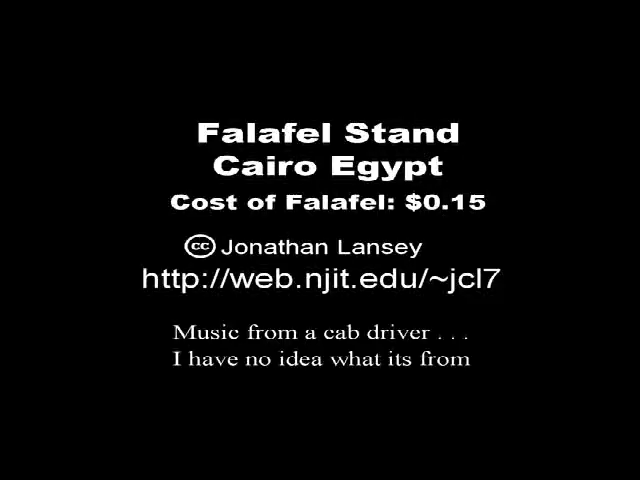 Falafel Stand
Cairo Egypt
Cost of Falafel: $0.15
cc Jonathan Lansey
http://web.njit.edu/~jcl7
Music from a cab driver . . .
I have no idea what its from